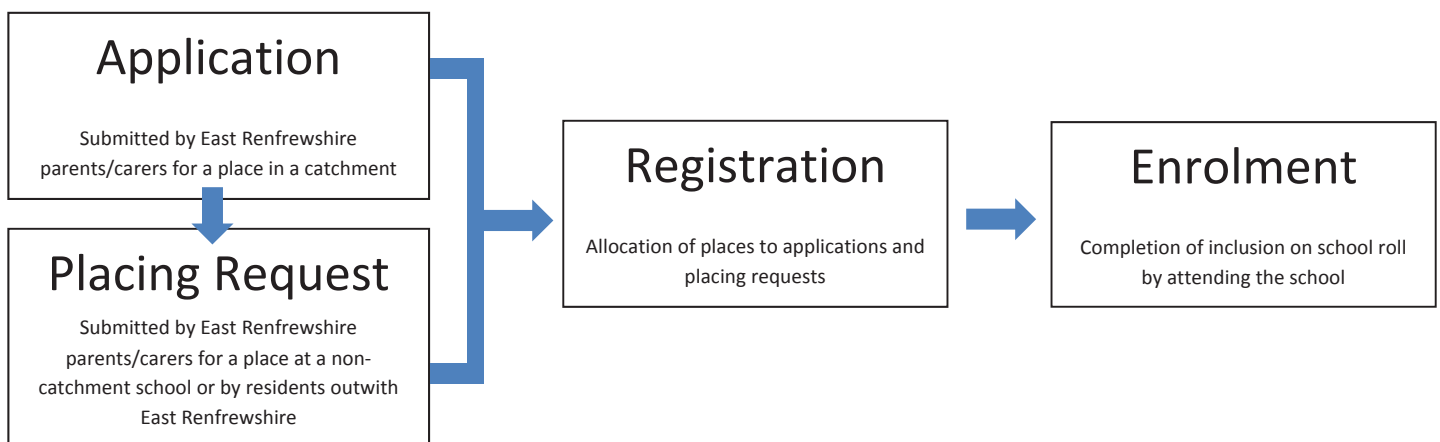 Application
Submitted by East Renfrewshire
parents/carers for a place in a catchment
Placing Request
Submitted by East Renfrewshire
parents/carers for a place at a non-
catchment school or by residents outwith
East Renfrewshire
Registration
Allocation of places to applications and
placing requests
Enrolment
Completion of inclusion on school roll
by attending the school